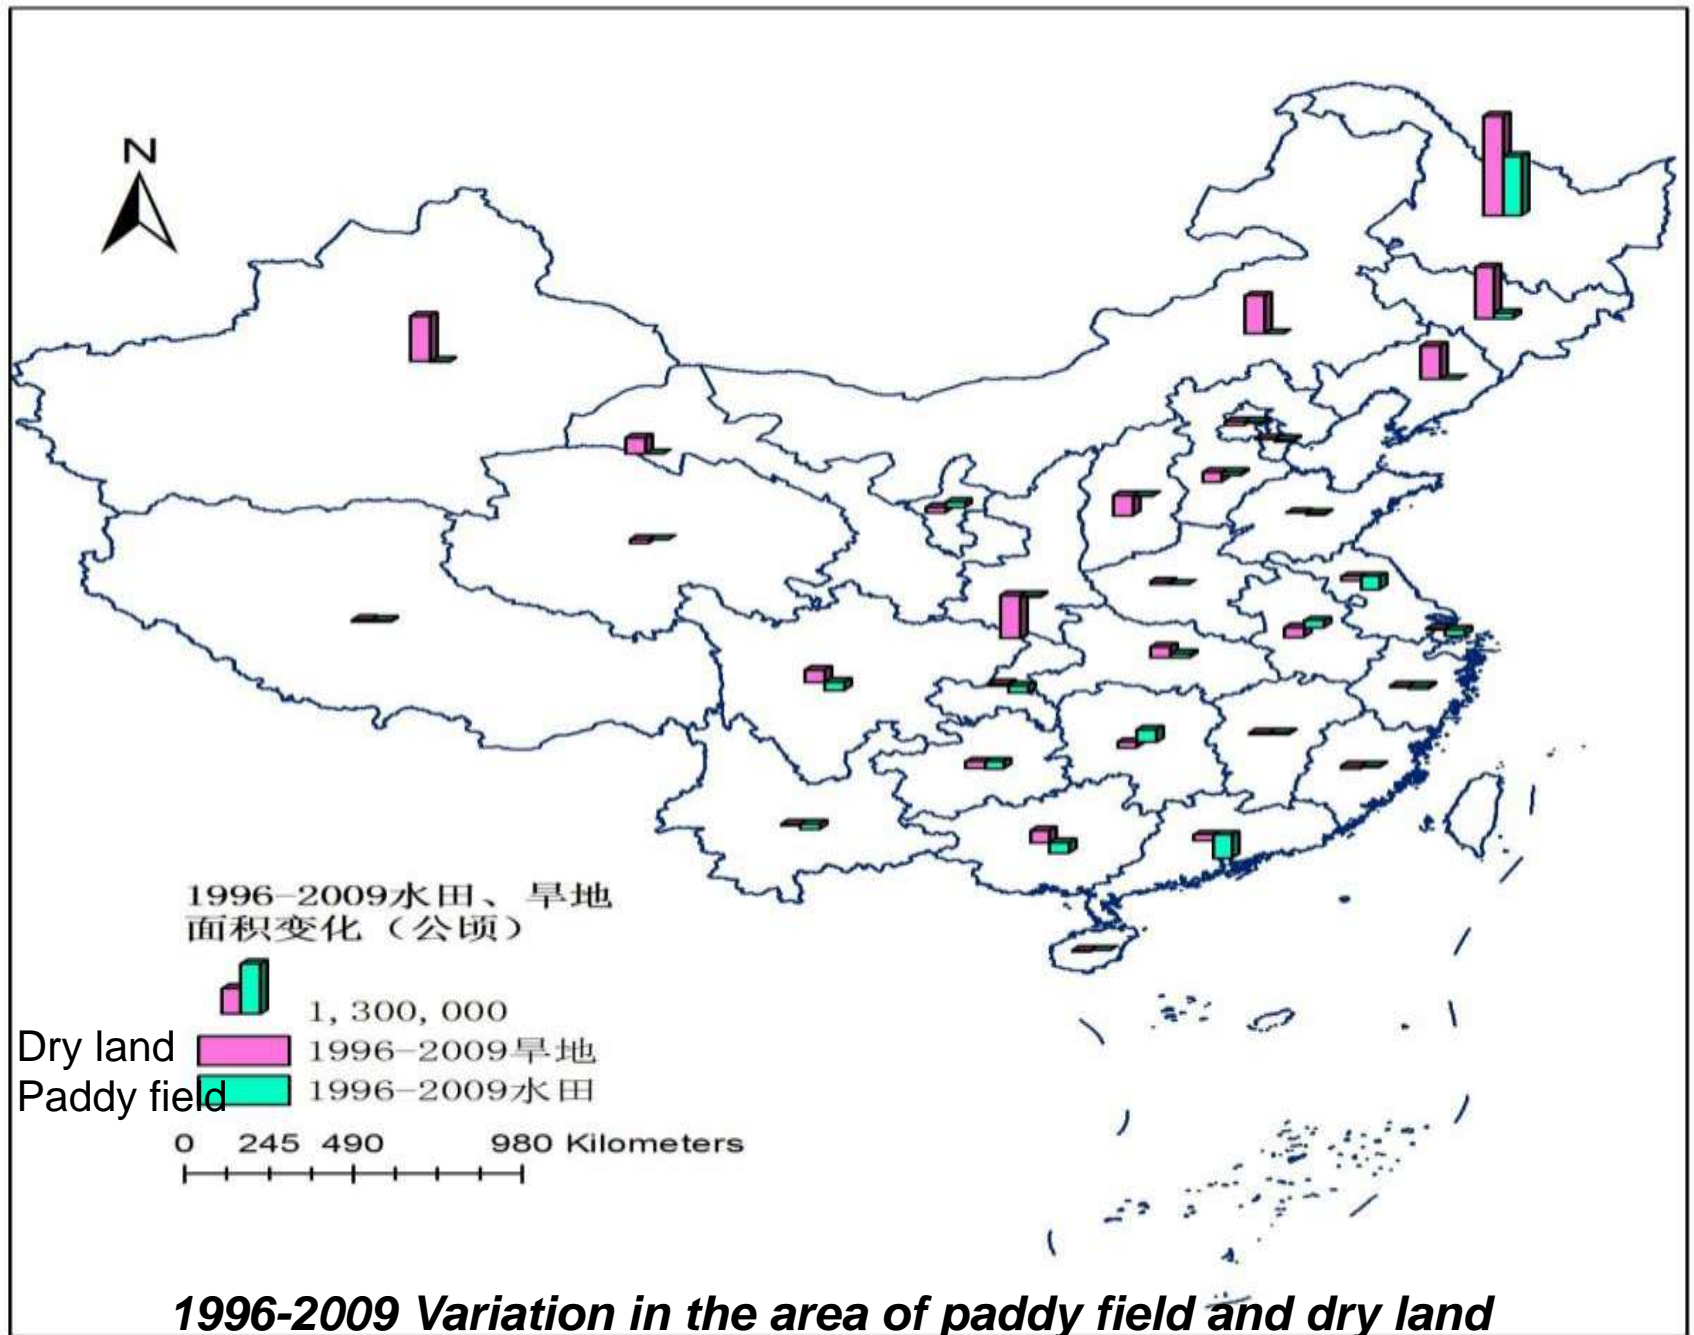 N
1996-2009水田、旱地
面积变化（公顷）
1,300,000
Dry land
1996-2009旱地
Paddy field
1996-2009水田
0 245 490 980 Kilometers
1996-2009 Variation in the area of paddy field and dry land